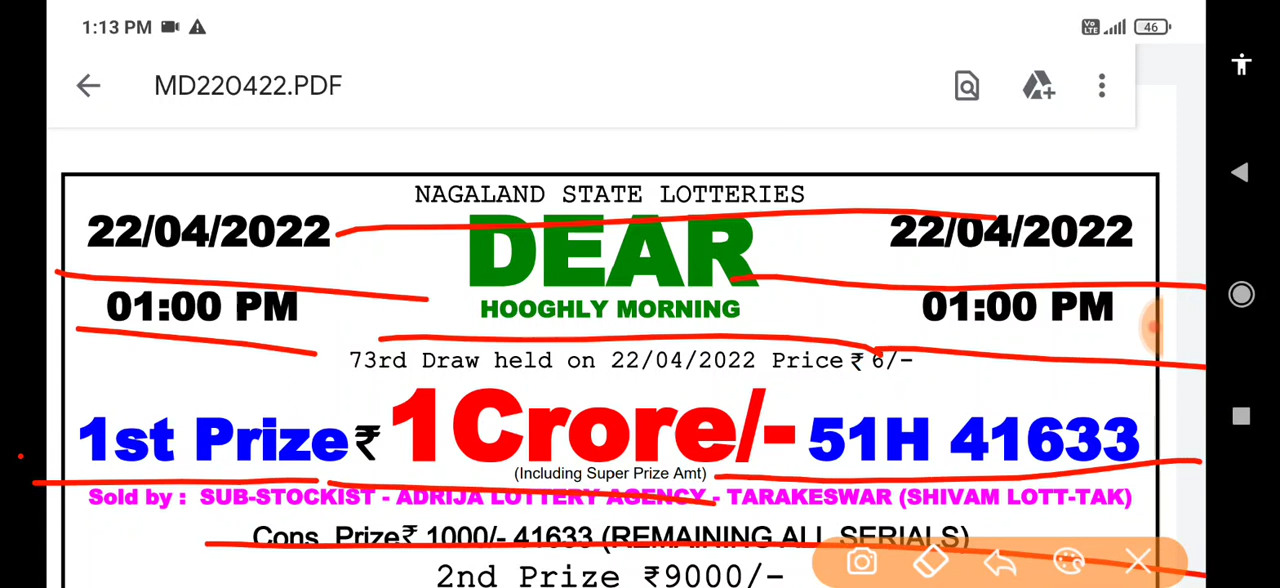 1:13 PM Vo LTE 46
MD220422.PDF
NAGALAND STATE LOTTERIES
22/04/2022 DEAR 22/04/2022
01:00 PM HOOGHLY MORNING 01:00 PM
73rd Draw held on 22/04/2022 Price ₹ 6/-
1st Prize ₹ 1Crore/- 51H 41633
(Including Super Prize Amt)
Sold by : SUB-STOCKIST - ADRIJA LOTTERY AGENCY - TARAKESWAR (SHIVAM LOTT-TAK)
Cons. Prize₹ 1000/- 41633 (REMAINING ALL SERIALS)
2nd Prize ₹9000/-